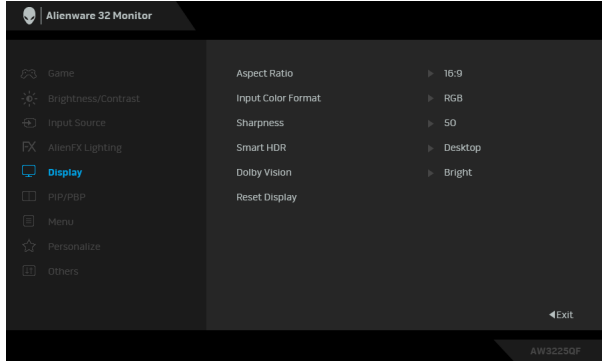 Alienware 32 Monitor
Game
Brightness/Contrast
Input Source
FX AlienFX Lighting
Display
PIP/PBP
Menu
Personalize
Others
Aspect Ratio 16:9
Input Color Format RGB
Sharpness 50
Smart HDR Desktop
Dolby Vision Bright
Reset Display
Exit
AW3225QF